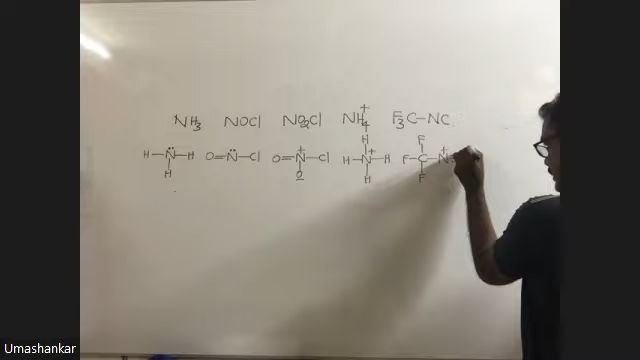 NH3 NOCl NO2Cl NH4+ F3C-NC
H-N̈-H O=N̈-Cl O=N+-Cl H-N+-H F-C-N+
H O H H F F
Umashankar